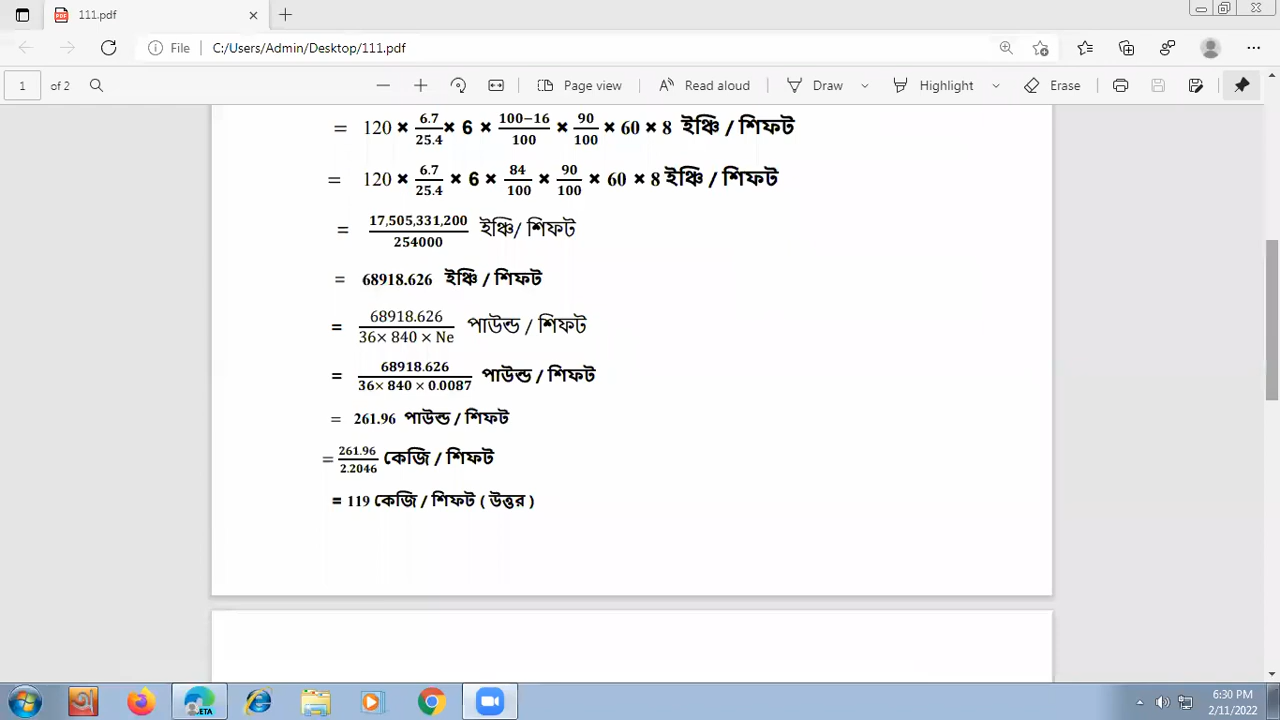 111.pdf
File C:/Users/Admin/Desktop/111.pdf
1 of 2 Page view Read aloud Draw Highlight Erase
= 120 × 6.7/25.4 × 6 × 100−16/100 × 90/100 × 60 × 8 ইঞ্চি / শিফট
= 120 × 6.7/25.4 × 6 × 84/100 × 90/100 × 60 × 8 ইঞ্চি / শিফট
= 17,505,331,200/254000 ইঞ্চি/ শিফট
= 68918.626 ইঞ্চি / শিফট
= 68918.626/36× 840 × Ne পাউন্ড / শিফট
= 68918.626/36× 840 × 0.0087 পাউন্ড / শিফট
= 261.96 পাউন্ড / শিফট
= 261.96/2.2046 কেজি / শিফট
= 119 কেজি / শিফট ( উত্তর )
6:30 PM
2/11/2022